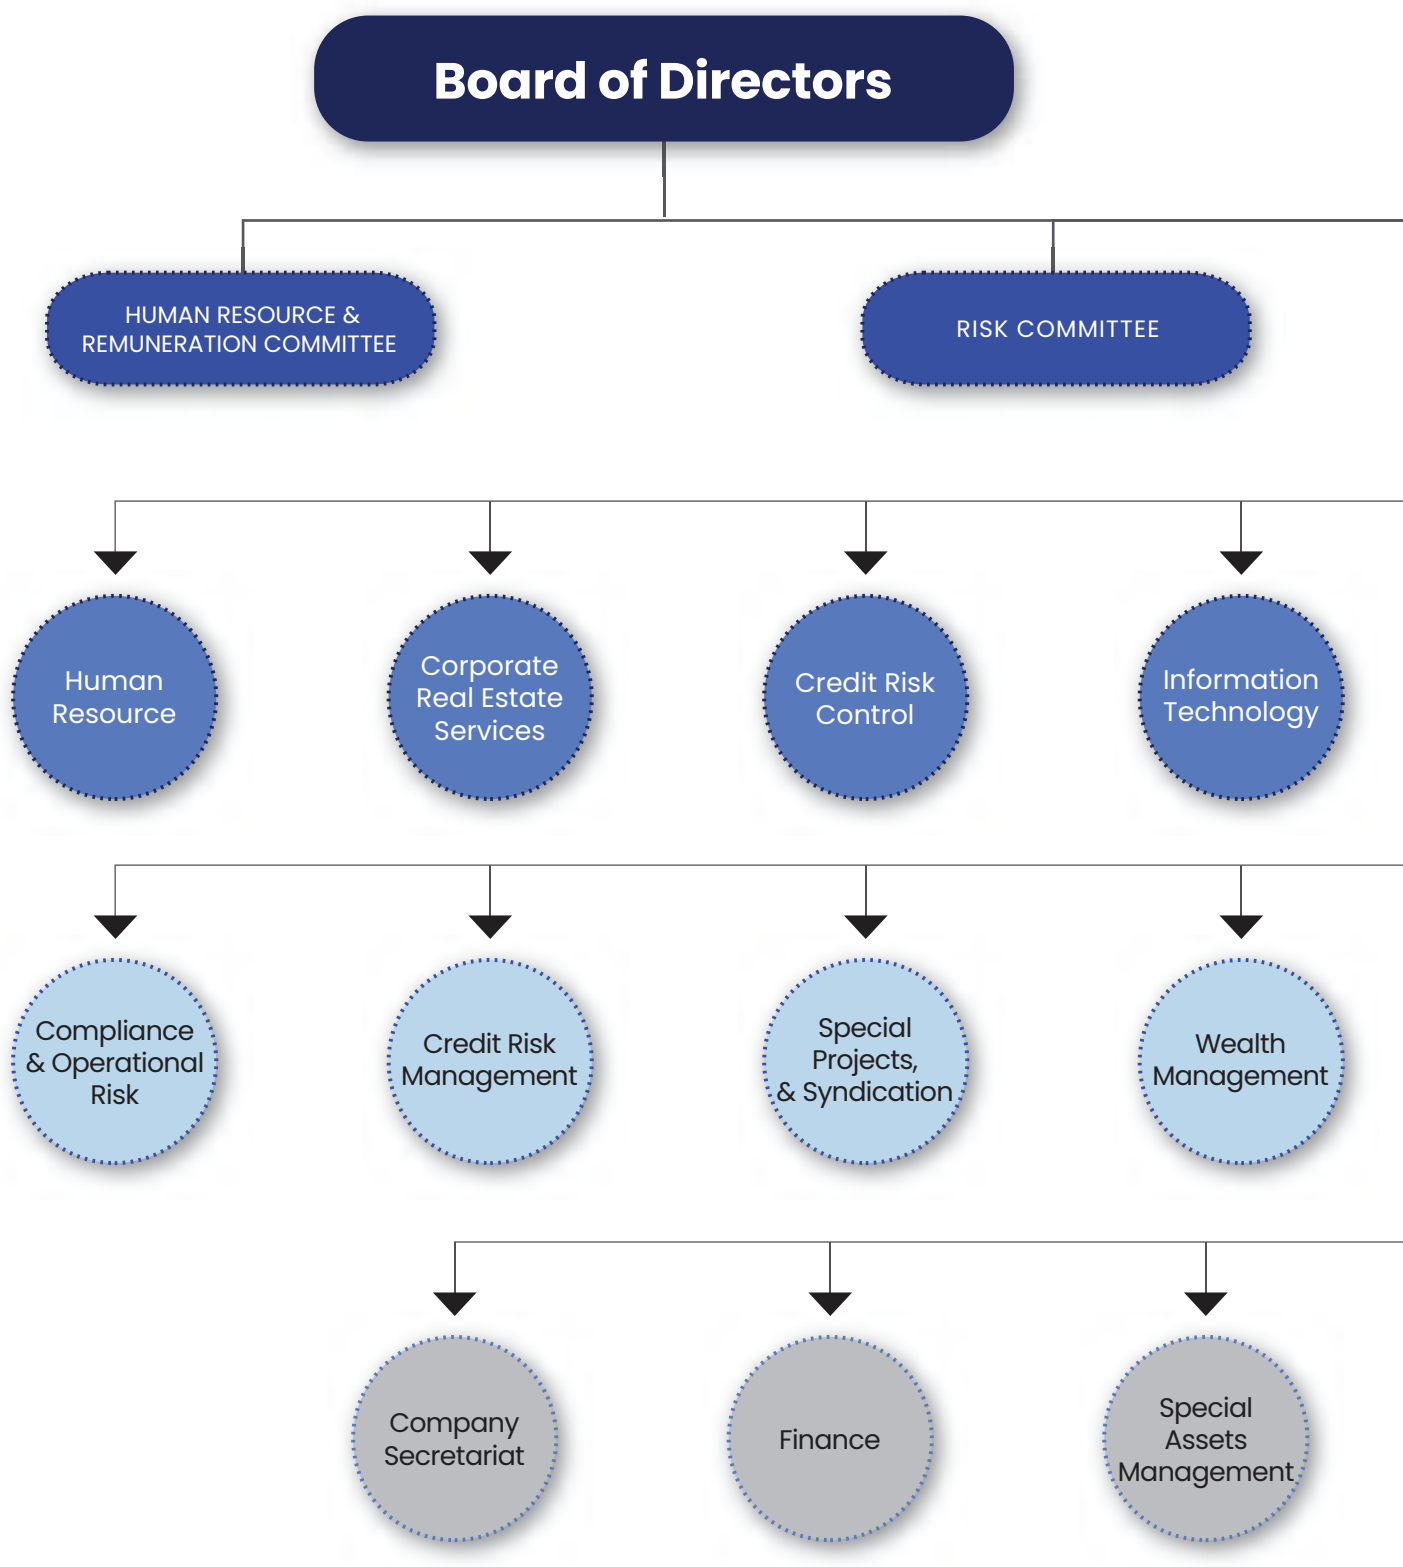 Board of Directors
HUMAN RESOURCE &
REMUNERATION COMMITTEE
RISK COMMITTEE
Human
Resource
Corporate
Real Estate
Services
Credit Risk
Control
Information
Technology
Compliance
& Operational
Risk
Credit Risk
Management
Special
Projects,
& Syndication
Wealth
Management
Company
Secretariat
Finance
Special
Assets
Management